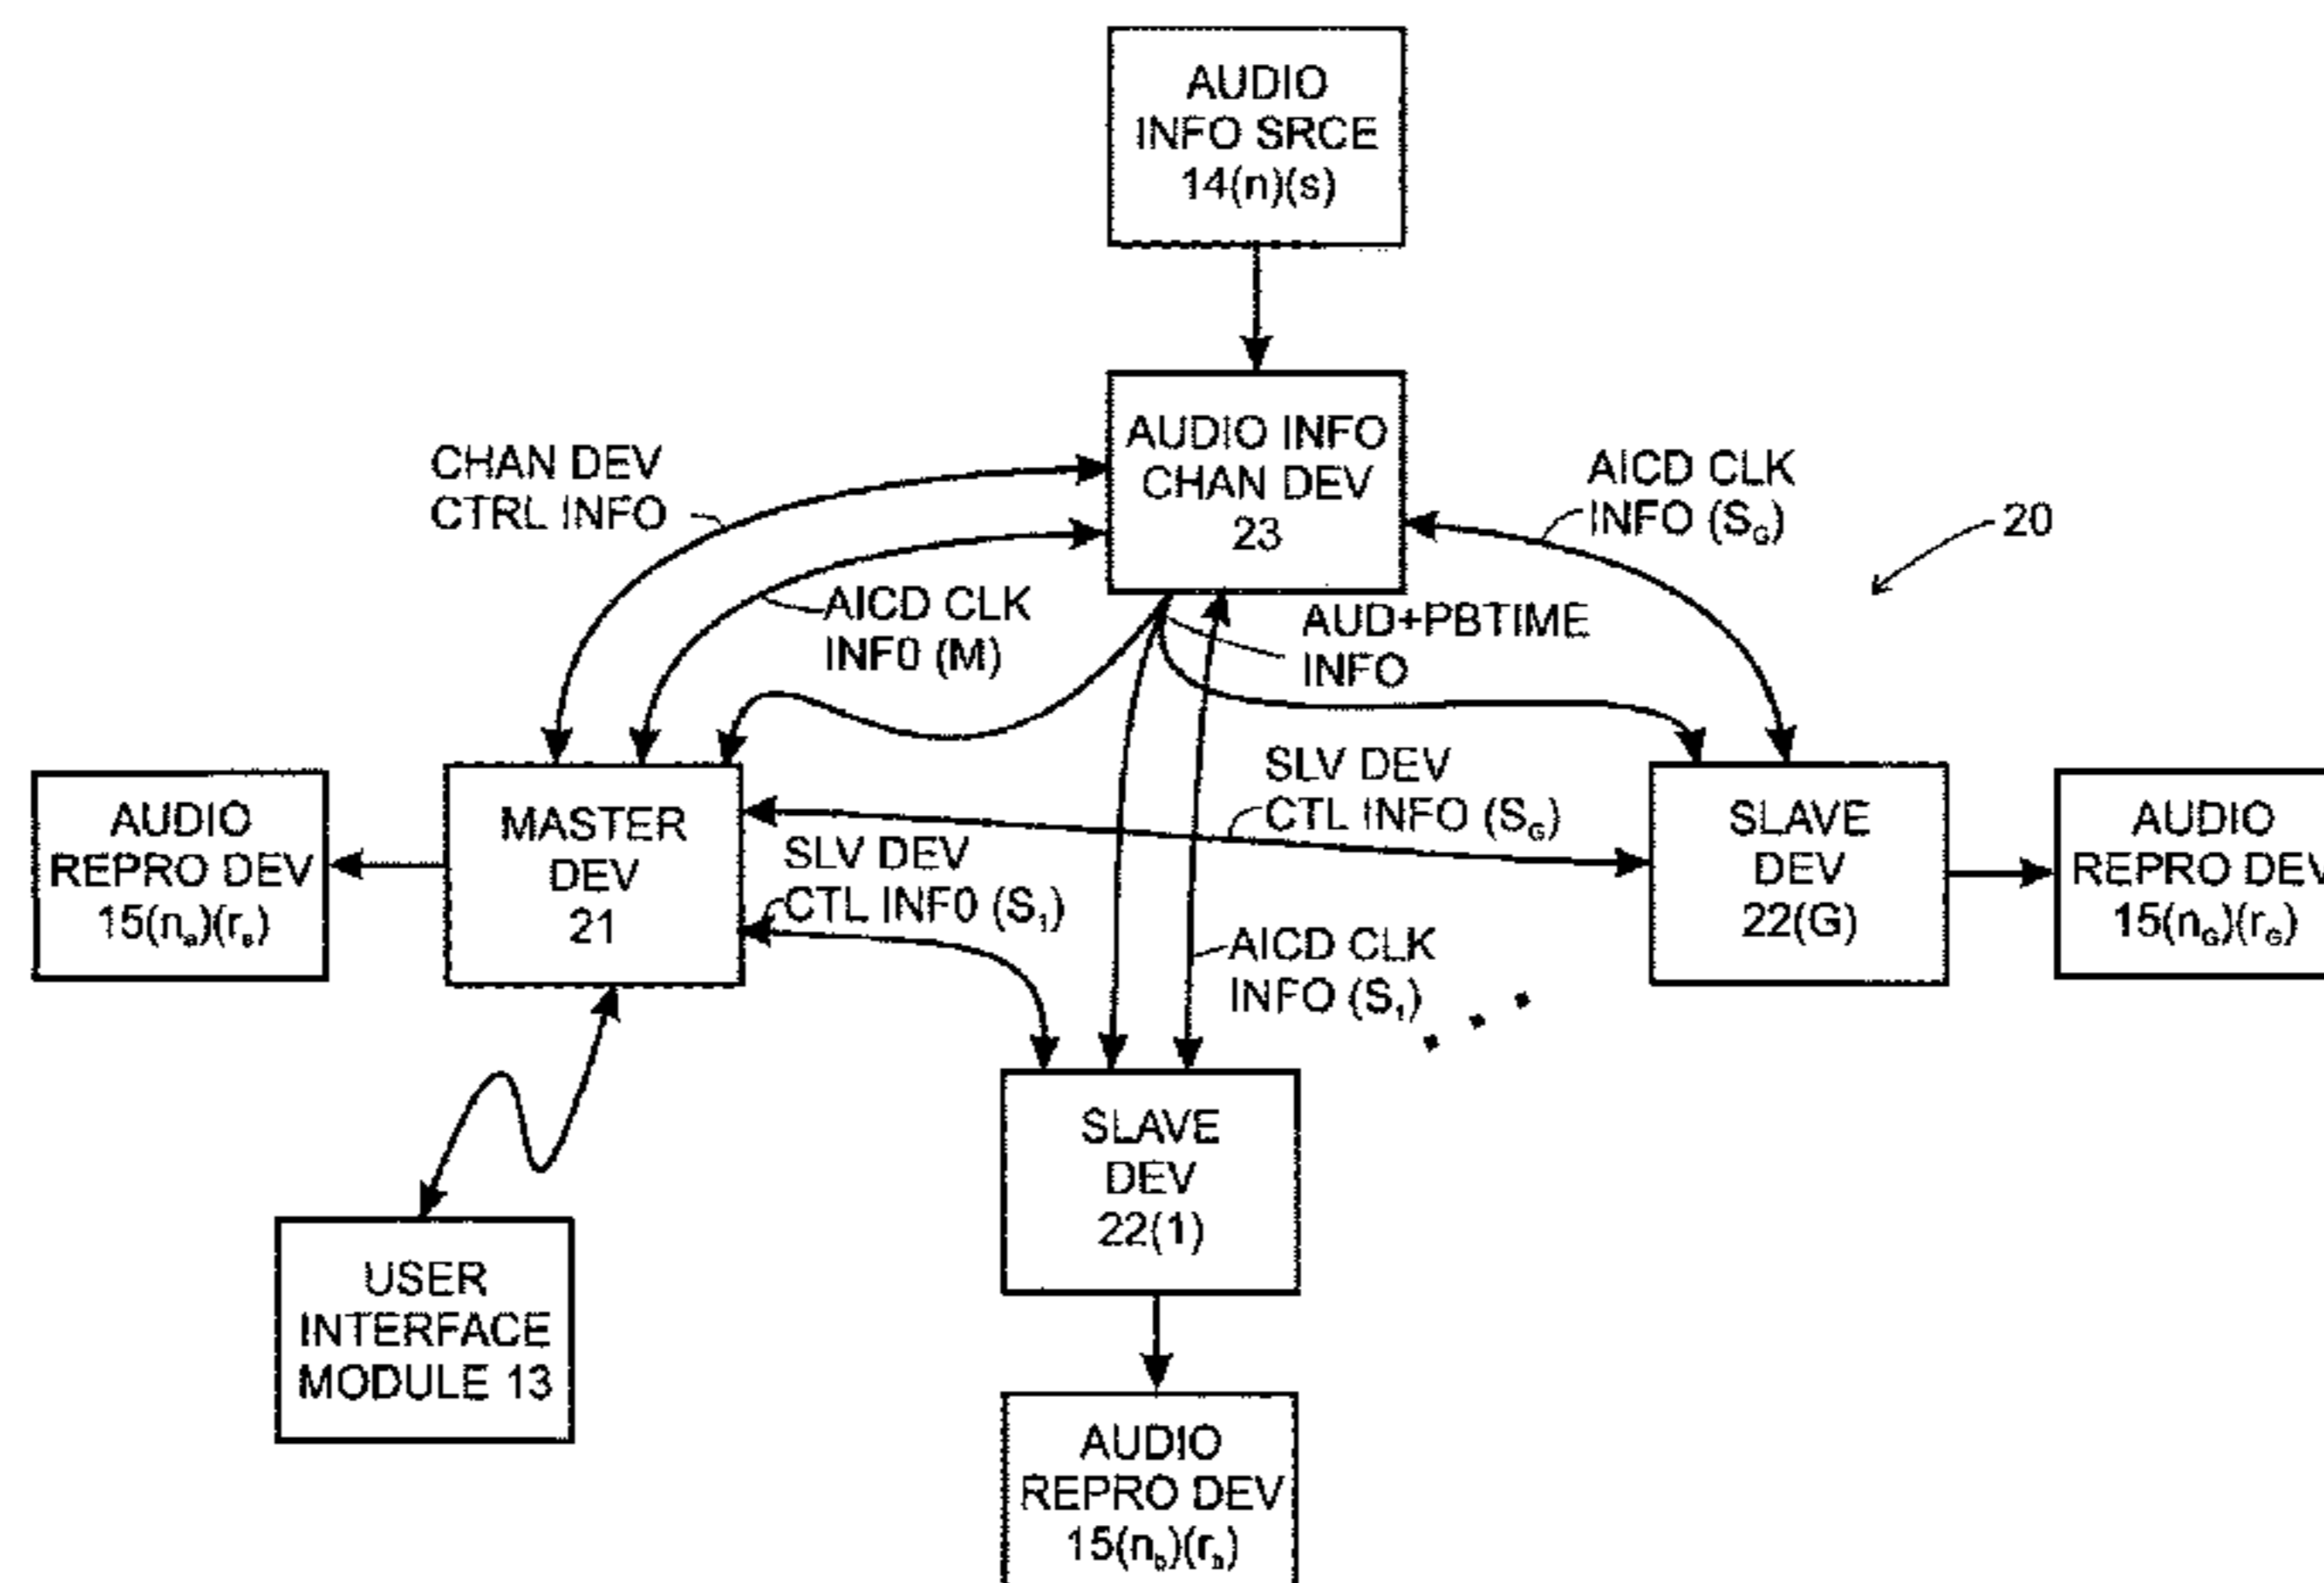 AUDIO
INFO SRCE
14(n)(s)
AUDIO INFO
CHAN DEV
23
CHAN DEV
CTRL INFO
AICD CLK
INFO (S_G)
20
AICD CLK
INF0 (M)
AUD+PBTIME
INFO
AUDIO
REPRO DEV
15(n_a)(r_a)
MASTER
DEV
21
SLV DEV
CTL INFO (S_G)
SLV DEV
CTL INF0 (S_1)
SLAVE
DEV
22(G)
AUDIO
REPRO DEV
15(n_G)(r_G)
AICD CLK
INFO (S_1)
SLAVE
DEV
22(1)
USER
INTERFACE
MODULE 13
AUDIO
REPRO DEV
15(n_b)(r_b)